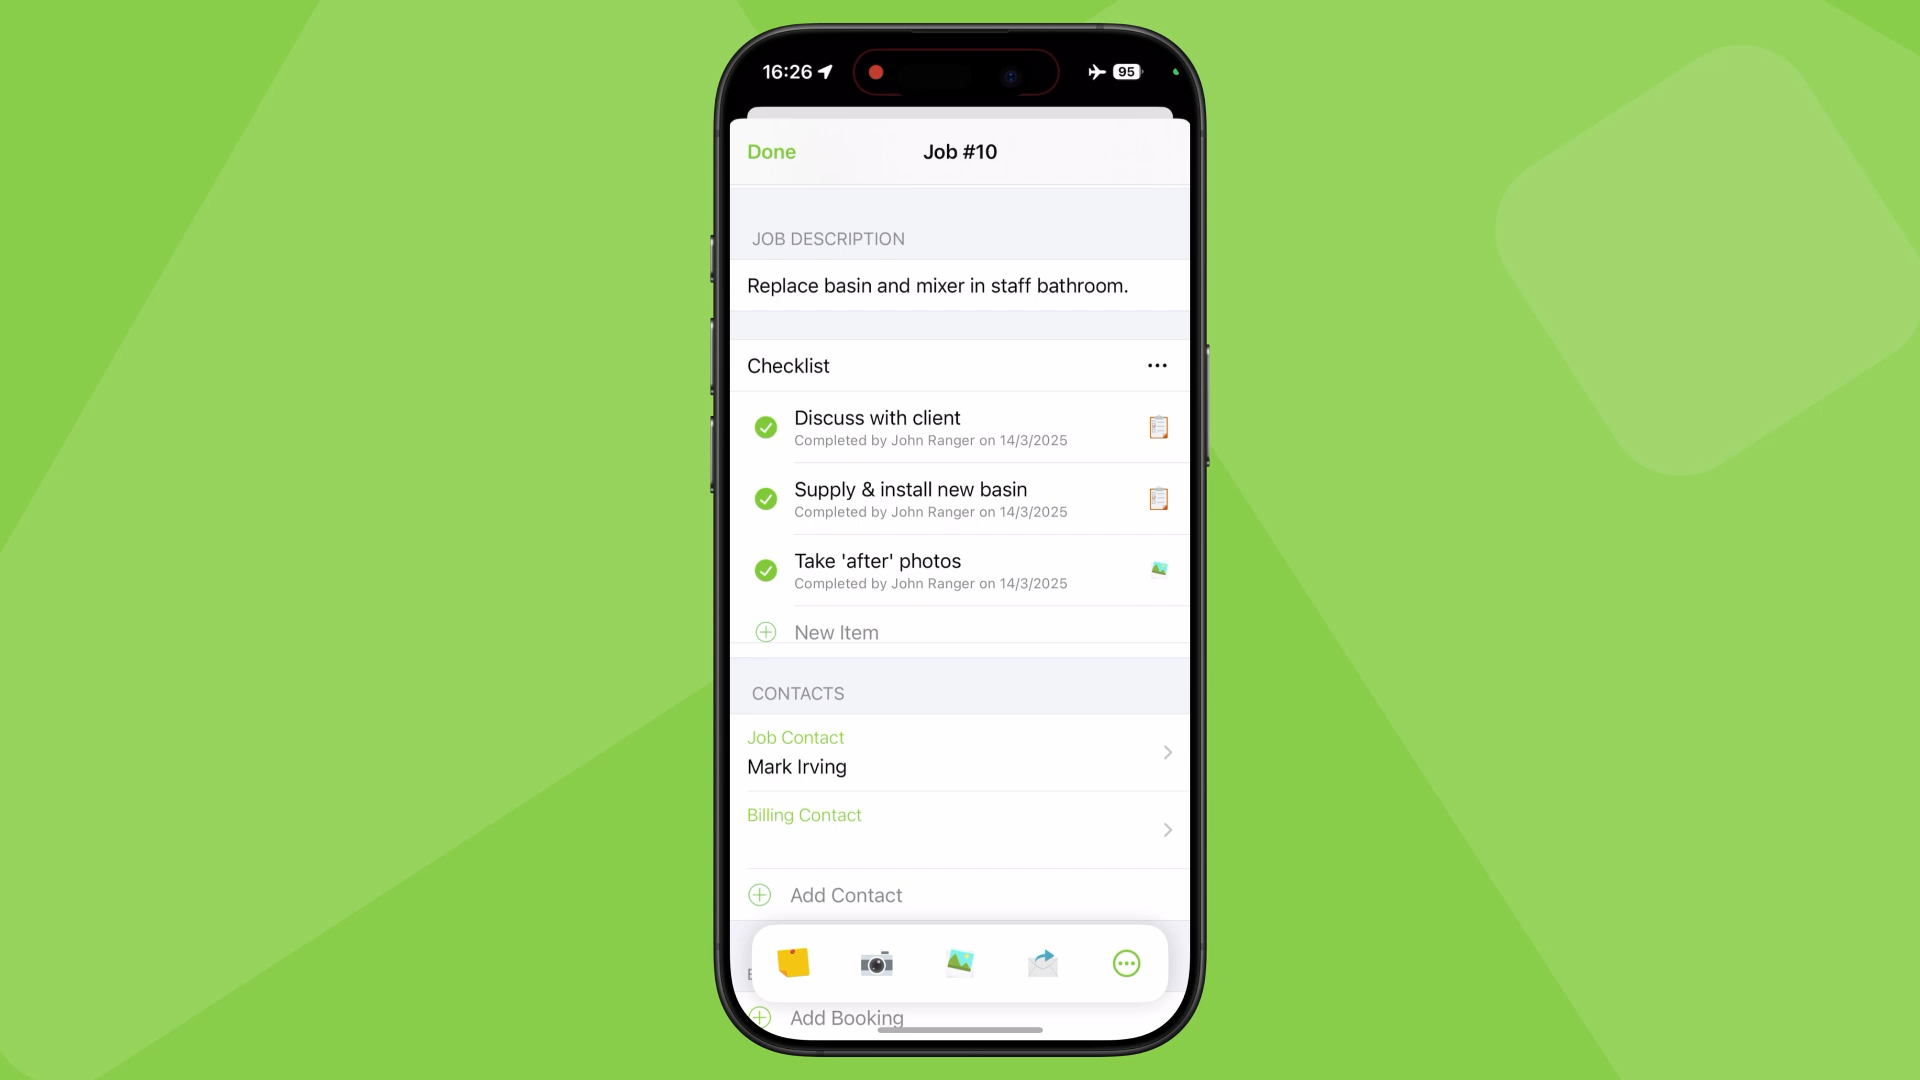 16:26
95
Done
Job #10
JOB DESCRIPTION
Replace basin and mixer in staff bathroom.
Checklist
Discuss with client
Completed by John Ranger on 14/3/2025
Supply & install new basin
Completed by John Ranger on 14/3/2025
Take 'after' photos
Completed by John Ranger on 14/3/2025
New Item
CONTACTS
Job Contact
Mark Irving
Billing Contact
Add Contact
Add Booking